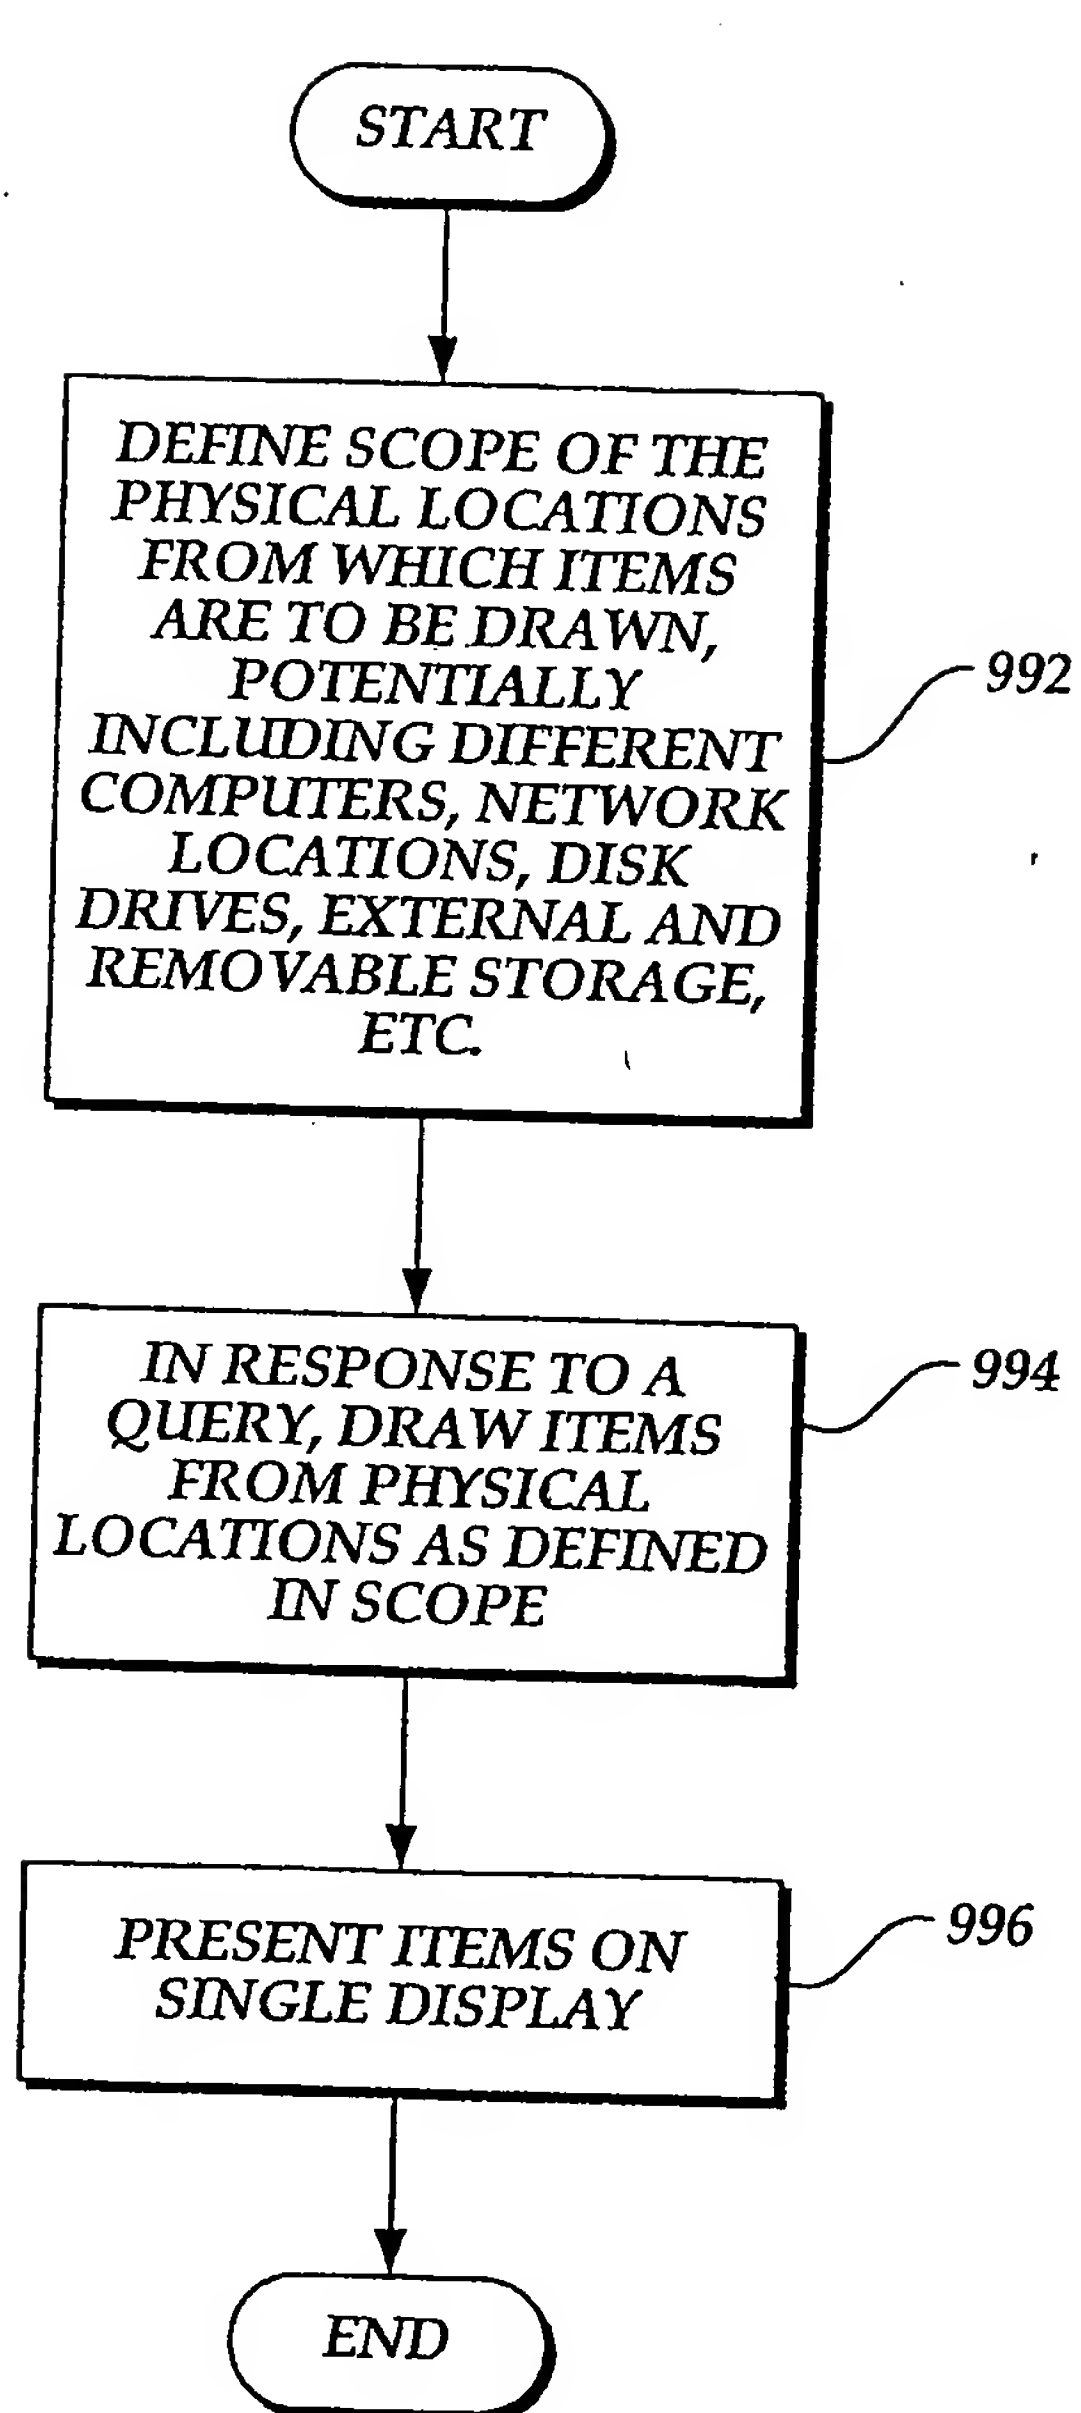 START
DEFINE SCOPE OF THE
PHYSICAL LOCATIONS
FROM WHICH ITEMS
ARE TO BE DRAWN,
POTENTIALLY
INCLUDING DIFFERENT
COMPUTERS, NETWORK
LOCATIONS, DISK
DRIVES, EXTERNAL AND
REMOVABLE STORAGE,
ETC.
992
IN RESPONSE TO A
QUERY, DRAW ITEMS
FROM PHYSICAL
LOCATIONS AS DEFINED
IN SCOPE
994
PRESENT ITEMS ON
SINGLE DISPLAY
996
END